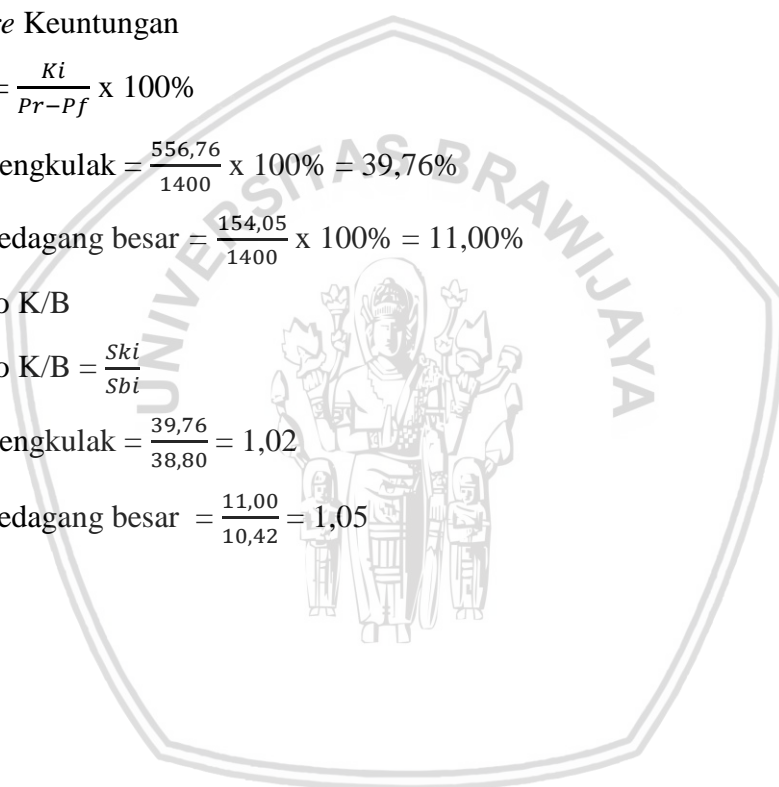 re Keuntungan
= Ki / Pr−Pf x 100%
engkulak = 556,76 / 1400 x 100% = 39,76%
edagang besar = 154,05 / 1400 x 100% = 11,00%
o K/B
o K/B = Ski / Sbi
engkulak = 39,76 / 38,80 = 1,02
edagang besar = 11,00 / 10,42 = 1,05
UNIVERSITAS BRAWIJAYA